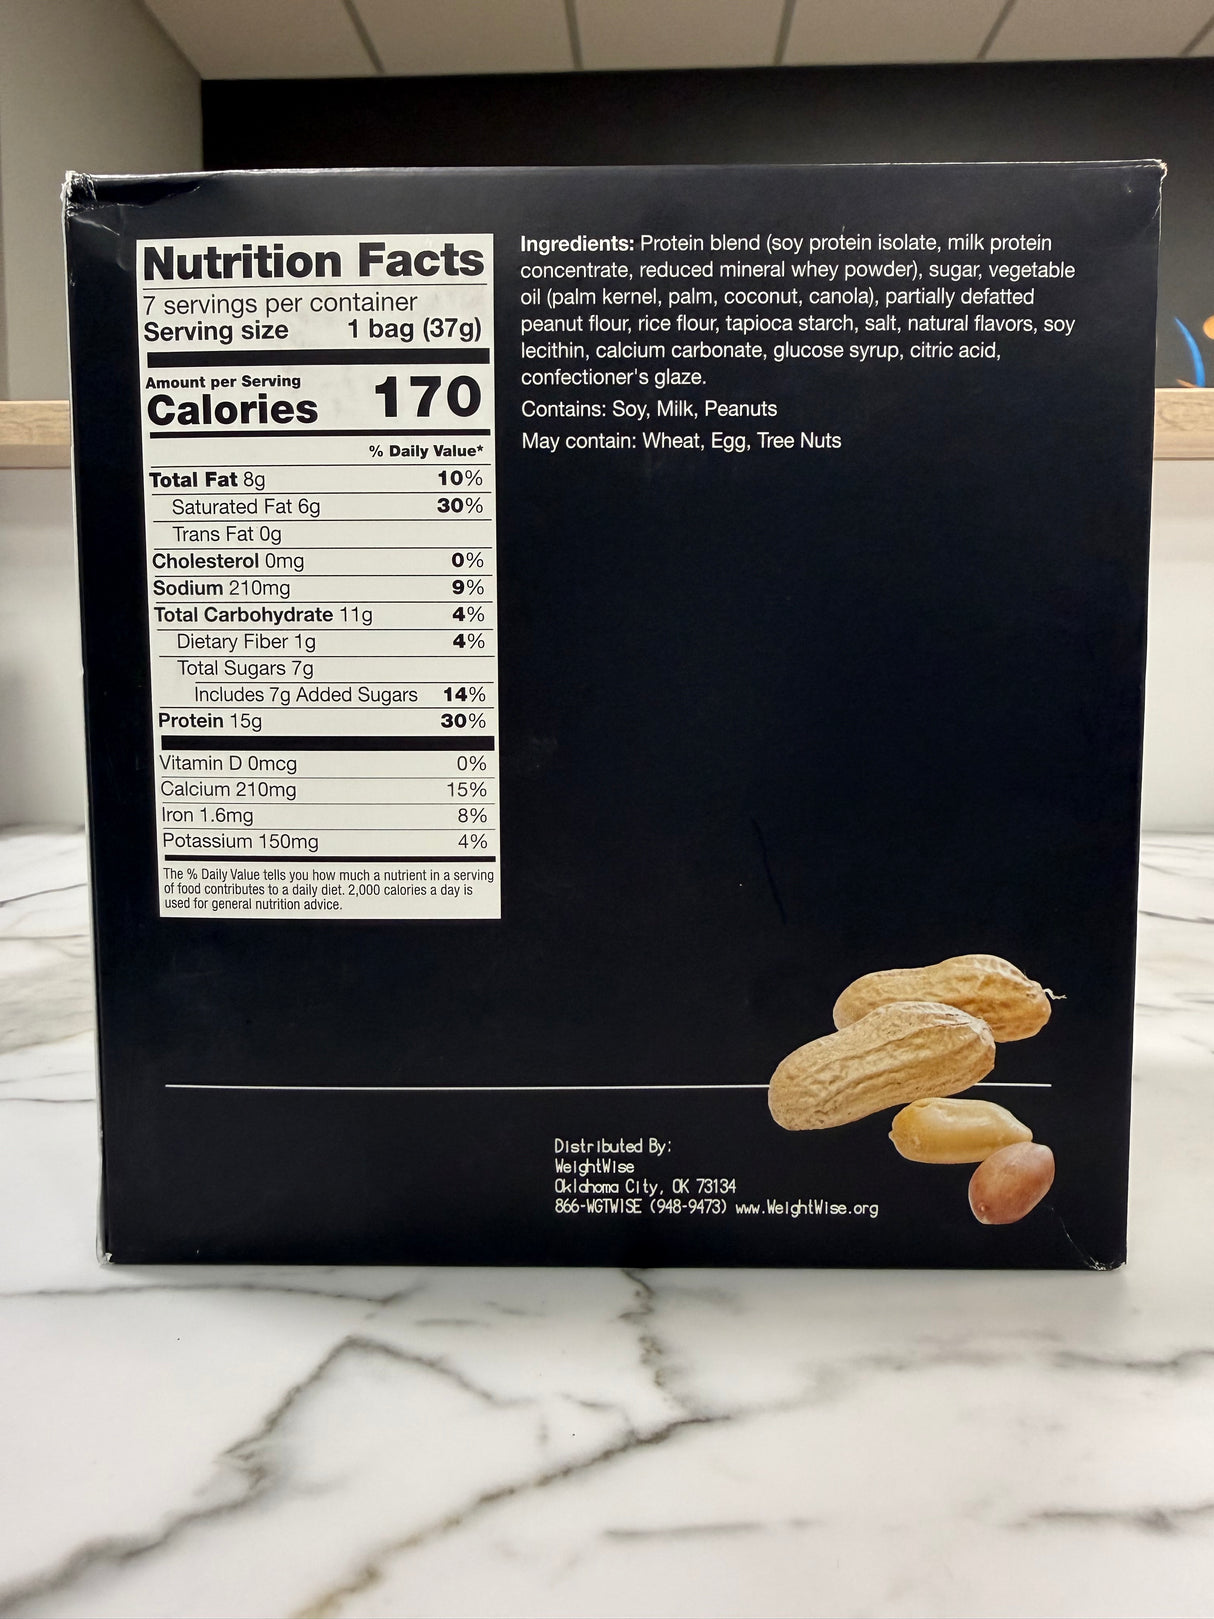 Nutrition Facts
7 servings per container
Serving size 1 bag (37g)
Amount per Serving
Calories 170
% Daily Value*
Total Fat 8g 10%
Saturated Fat 6g 30%
Trans Fat 0g
Cholesterol 0mg 0%
Sodium 210mg 9%
Total Carbohydrate 11g 4%
Dietary Fiber 1g 4%
Total Sugars 7g
Includes 7g Added Sugars 14%
Protein 15g 30%
Vitamin D 0mcg 0%
Calcium 210mg 15%
Iron 1.6mg 8%
Potassium 150mg 4%
The % Daily Value tells you how much a nutrient in a serving
of food contributes to a daily diet. 2,000 calories a day is
used for general nutrition advice.
Ingredients: Protein blend (soy protein isolate, milk protein
concentrate, reduced mineral whey powder), sugar, vegetable
oil (palm kernel, palm, coconut, canola), partially defatted
peanut flour, rice flour, tapioca starch, salt, natural flavors, soy
lecithin, calcium carbonate, glucose syrup, citric acid,
confectioner's glaze.
Contains: Soy, Milk, Peanuts
May contain: Wheat, Egg, Tree Nuts
Distributed By:
WeightWise
Oklahoma City, OK 73134
866-WGTWISE (948-9473) www.WeightWise.org